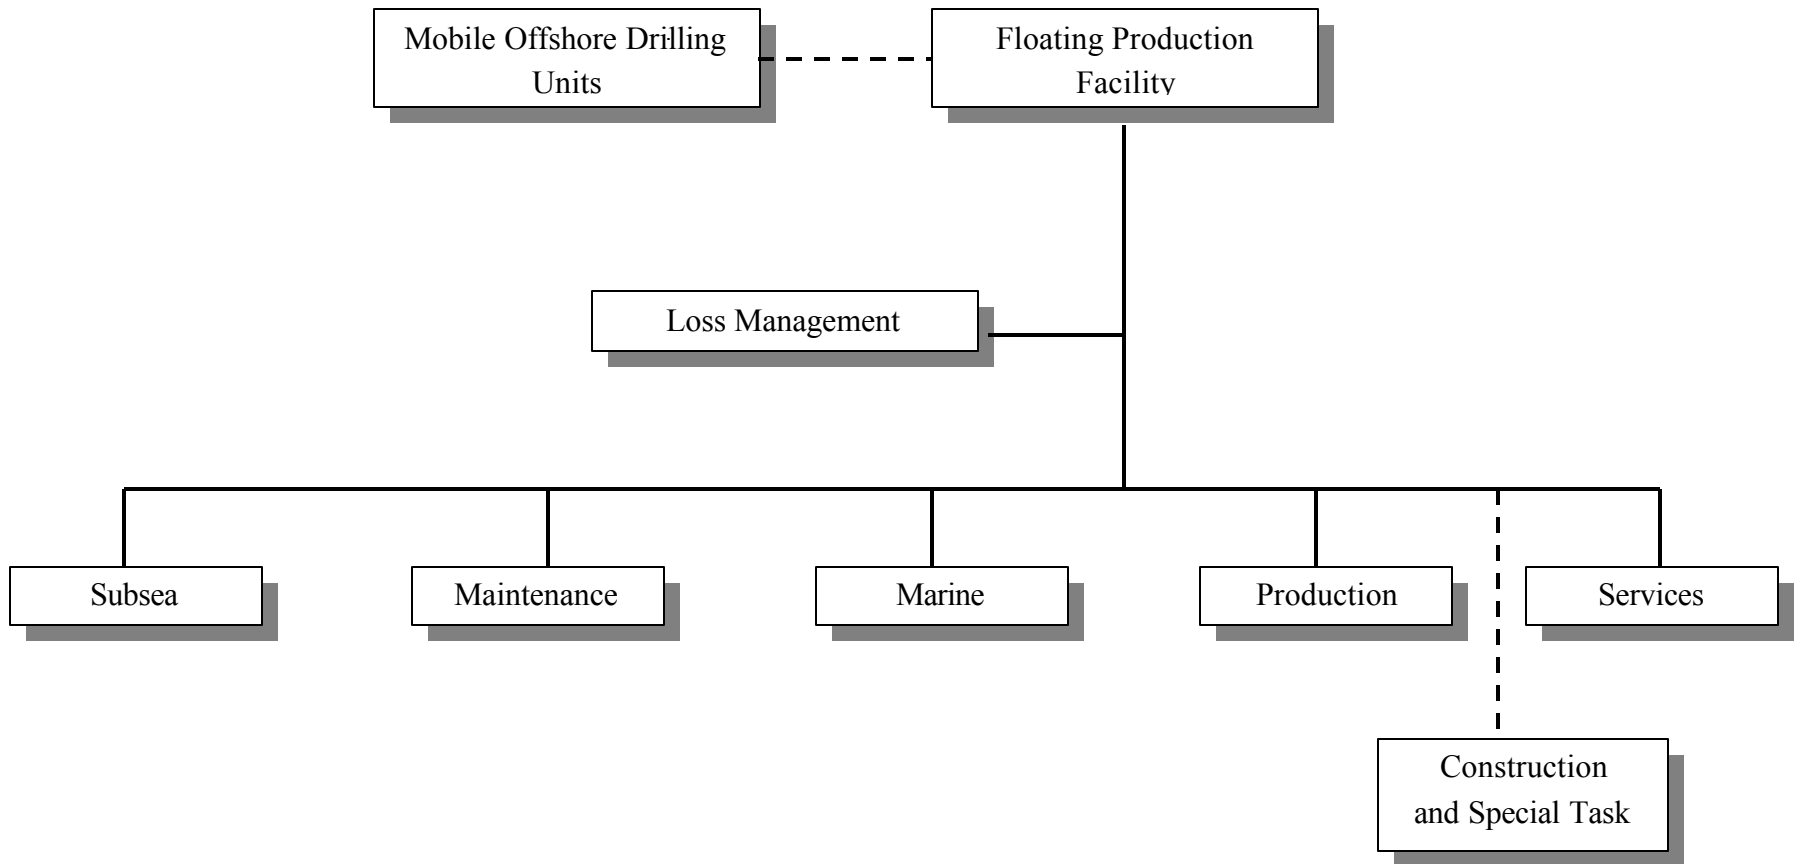 Mobile Offshore Drilling
Units
Floating Production
Facility
Loss Management
Subsea
Maintenance
Marine
Production
Services
Construction
and Special Task